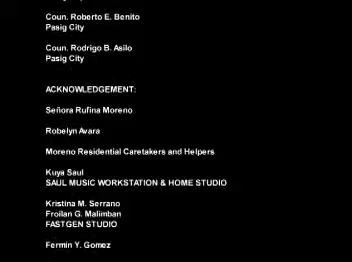 Coun. Roberto E. Benito
Pasig City
Coun. Rodrigo B. Asilo
Pasig City
ACKNOWLEDGEMENT:
Señora Rufina Moreno
Robelyn Avara
Moreno Residential Caretakers and Helpers
Kuya Saul
SAUL MUSIC WORKSTATION & HOME STUDIO
Kristina M. Serrano
Froilan G. Malimban
FASTGEN STUDIO
Fermin Y. Gomez